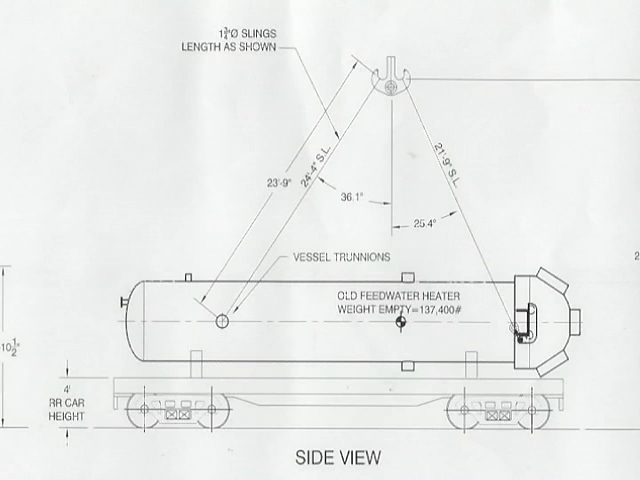 1¾"Ø SLINGS
LENGTH AS SHOWN
23'-9"
24'-4" S.L.
21'-9" S.L.
36.1°
25.4°
VESSEL TRUNNIONS
OLD FEEDWATER HEATER
WEIGHT EMPTY=137,400#
2
10½"
4'
RR CAR
HEIGHT
SIDE VIEW